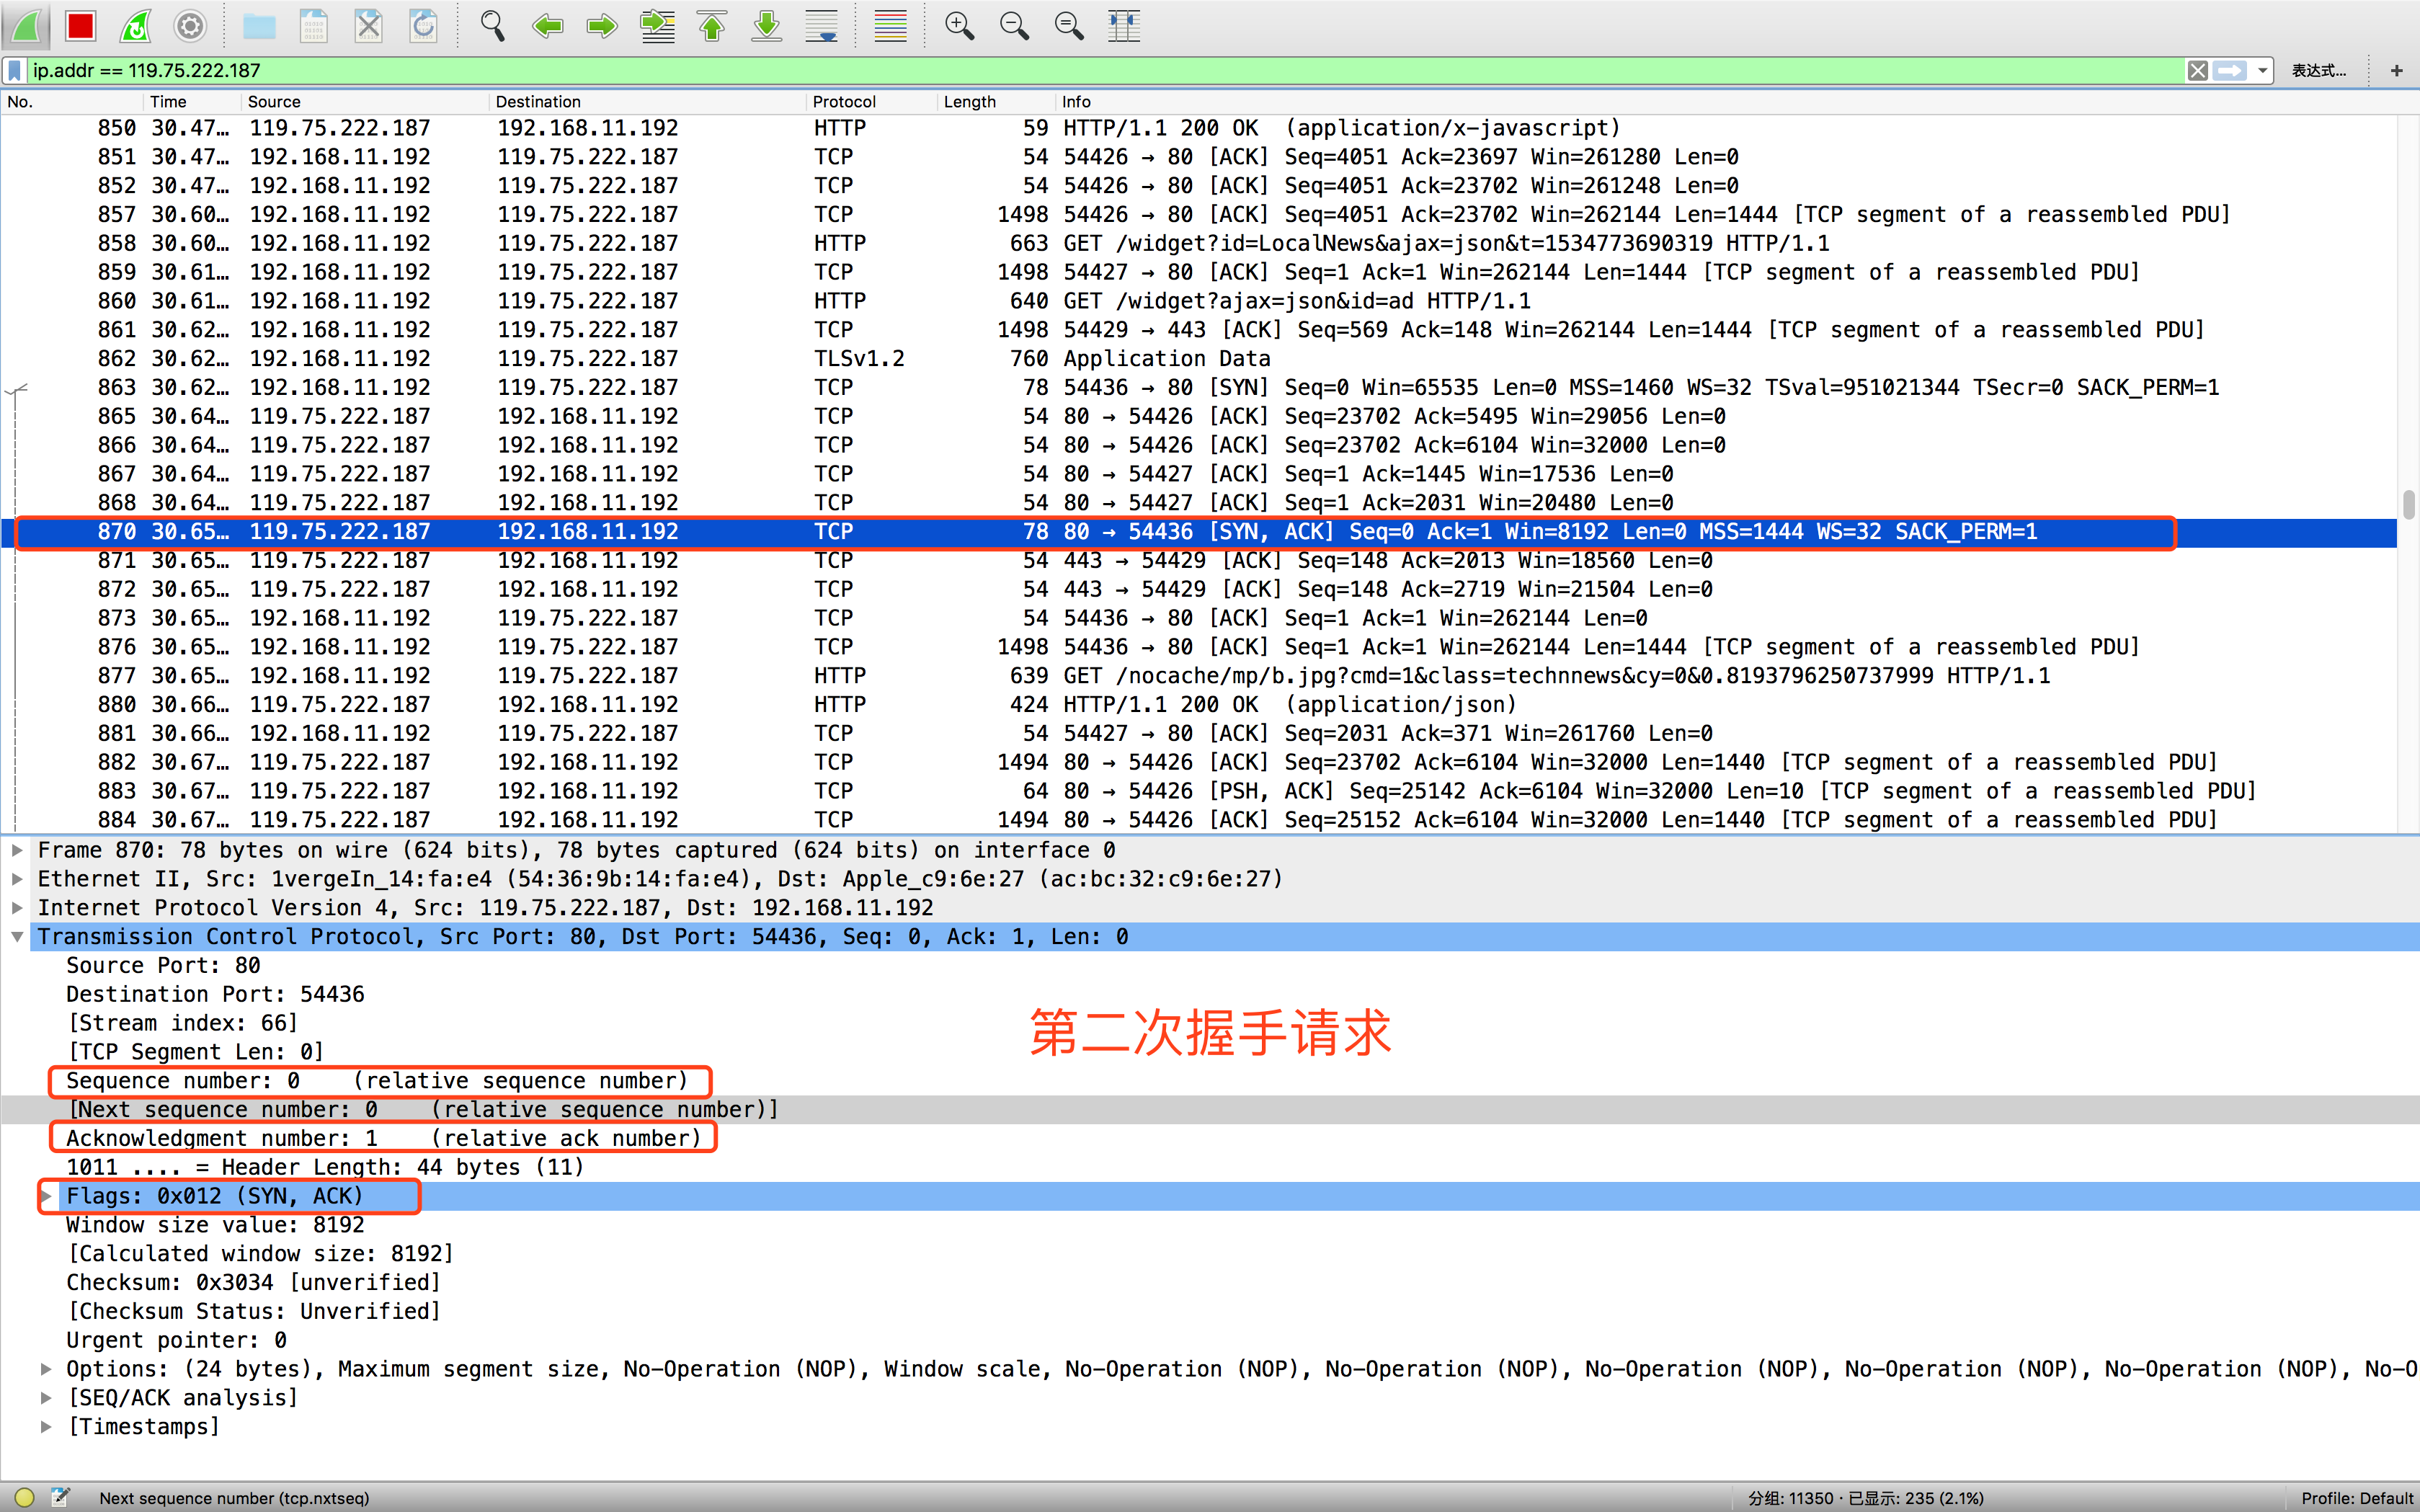 ip.addr == 119.75.222.187 表达式… +
No. Time Source Destination Protocol Length Info
850 30.47… 119.75.222.187 192.168.11.192 HTTP 59 HTTP/1.1 200 OK (application/x-javascript)
851 30.47… 192.168.11.192 119.75.222.187 TCP 54 54426 → 80 [ACK] Seq=4051 Ack=23697 Win=261280 Len=0
852 30.47… 192.168.11.192 119.75.222.187 TCP 54 54426 → 80 [ACK] Seq=4051 Ack=23702 Win=261248 Len=0
857 30.60… 192.168.11.192 119.75.222.187 TCP 1498 54426 → 80 [ACK] Seq=4051 Ack=23702 Win=262144 Len=1444 [TCP segment of a reassembled PDU]
858 30.60… 192.168.11.192 119.75.222.187 HTTP 663 GET /widget?id=LocalNews&ajax=json&t=1534773690319 HTTP/1.1
859 30.61… 192.168.11.192 119.75.222.187 TCP 1498 54427 → 80 [ACK] Seq=1 Ack=1 Win=262144 Len=1444 [TCP segment of a reassembled PDU]
860 30.61… 192.168.11.192 119.75.222.187 HTTP 640 GET /widget?ajax=json&id=ad HTTP/1.1
861 30.62… 192.168.11.192 119.75.222.187 TCP 1498 54429 → 443 [ACK] Seq=569 Ack=148 Win=262144 Len=1444 [TCP segment of a reassembled PDU]
862 30.62… 192.168.11.192 119.75.222.187 TLSv1.2 760 Application Data
863 30.62… 192.168.11.192 119.75.222.187 TCP 78 54436 → 80 [SYN] Seq=0 Win=65535 Len=0 MSS=1460 WS=32 TSval=951021344 TSecr=0 SACK_PERM=1
865 30.64… 119.75.222.187 192.168.11.192 TCP 54 80 → 54426 [ACK] Seq=23702 Ack=5495 Win=29056 Len=0
866 30.64… 119.75.222.187 192.168.11.192 TCP 54 80 → 54426 [ACK] Seq=23702 Ack=6104 Win=32000 Len=0
867 30.64… 119.75.222.187 192.168.11.192 TCP 54 80 → 54427 [ACK] Seq=1 Ack=1445 Win=17536 Len=0
868 30.64… 119.75.222.187 192.168.11.192 TCP 54 80 → 54427 [ACK] Seq=1 Ack=2031 Win=20480 Len=0
870 30.65… 119.75.222.187 192.168.11.192 TCP 78 80 → 54436 [SYN, ACK] Seq=0 Ack=1 Win=8192 Len=0 MSS=1444 WS=32 SACK_PERM=1
871 30.65… 119.75.222.187 192.168.11.192 TCP 54 443 → 54429 [ACK] Seq=148 Ack=2013 Win=18560 Len=0
872 30.65… 119.75.222.187 192.168.11.192 TCP 54 443 → 54429 [ACK] Seq=148 Ack=2719 Win=21504 Len=0
873 30.65… 192.168.11.192 119.75.222.187 TCP 54 54436 → 80 [ACK] Seq=1 Ack=1 Win=262144 Len=0
876 30.65… 192.168.11.192 119.75.222.187 TCP 1498 54436 → 80 [ACK] Seq=1 Ack=1 Win=262144 Len=1444 [TCP segment of a reassembled PDU]
877 30.65… 192.168.11.192 119.75.222.187 HTTP 639 GET /nocache/mp/b.jpg?cmd=1&class=technnews&cy=0&0.8193796250737999 HTTP/1.1
880 30.66… 119.75.222.187 192.168.11.192 HTTP 424 HTTP/1.1 200 OK (application/json)
881 30.66… 192.168.11.192 119.75.222.187 TCP 54 54427 → 80 [ACK] Seq=2031 Ack=371 Win=261760 Len=0
882 30.67… 119.75.222.187 192.168.11.192 TCP 1494 80 → 54426 [ACK] Seq=23702 Ack=6104 Win=32000 Len=1440 [TCP segment of a reassembled PDU]
883 30.67… 119.75.222.187 192.168.11.192 TCP 64 80 → 54426 [PSH, ACK] Seq=25142 Ack=6104 Win=32000 Len=10 [TCP segment of a reassembled PDU]
884 30.67… 119.75.222.187 192.168.11.192 TCP 1494 80 → 54426 [ACK] Seq=25152 Ack=6104 Win=32000 Len=1440 [TCP segment of a reassembled PDU]
Frame 870: 78 bytes on wire (624 bits), 78 bytes captured (624 bits) on interface 0
Ethernet II, Src: 1vergeIn_14:fa:e4 (54:36:9b:14:fa:e4), Dst: Apple_c9:6e:27 (ac:bc:32:c9:6e:27)
Internet Protocol Version 4, Src: 119.75.222.187, Dst: 192.168.11.192
Transmission Control Protocol, Src Port: 80, Dst Port: 54436, Seq: 0, Ack: 1, Len: 0
Source Port: 80
Destination Port: 54436
[Stream index: 66]
第二次握手请求
[TCP Segment Len: 0]
Sequence number: 0 (relative sequence number)
[Next sequence number: 0 (relative sequence number)]
Acknowledgment number: 1 (relative ack number)
1011 .... = Header Length: 44 bytes (11)
Flags: 0x012 (SYN, ACK)
Window size value: 8192
[Calculated window size: 8192]
Checksum: 0x3034 [unverified]
[Checksum Status: Unverified]
Urgent pointer: 0
Options: (24 bytes), Maximum segment size, No-Operation (NOP), Window scale, No-Operation (NOP), No-Operation (NOP), No-Operation (NOP), No-Operation (NOP), No-Operation (NOP), No-O
[SEQ/ACK analysis]
[Timestamps]
Next sequence number (tcp.nxtseq) 分组: 11350 · 已显示: 235 (2.1%) Profile: Default